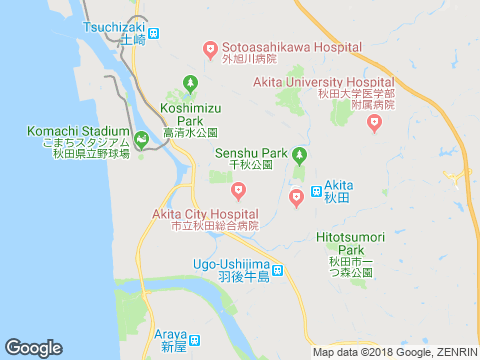 Tsuchizaki
土崎
Sotoasahikawa Hospital
外旭川病院
Akita University Hospital
秋田大学医学部
附属病院
Koshimizu
Park
高清水公園
Komachi Stadium
こまちスタジアム
秋田県立野球場
Senshu Park
千秋公園
Akita
秋田
Akita City Hospital
市立秋田総合病院
Hitotsumori
Park
秋田市一
つ森公園
Ugo-Ushijima
羽後牛島
Araya
新屋
Google
Map data ©2018 Google, ZENRIN